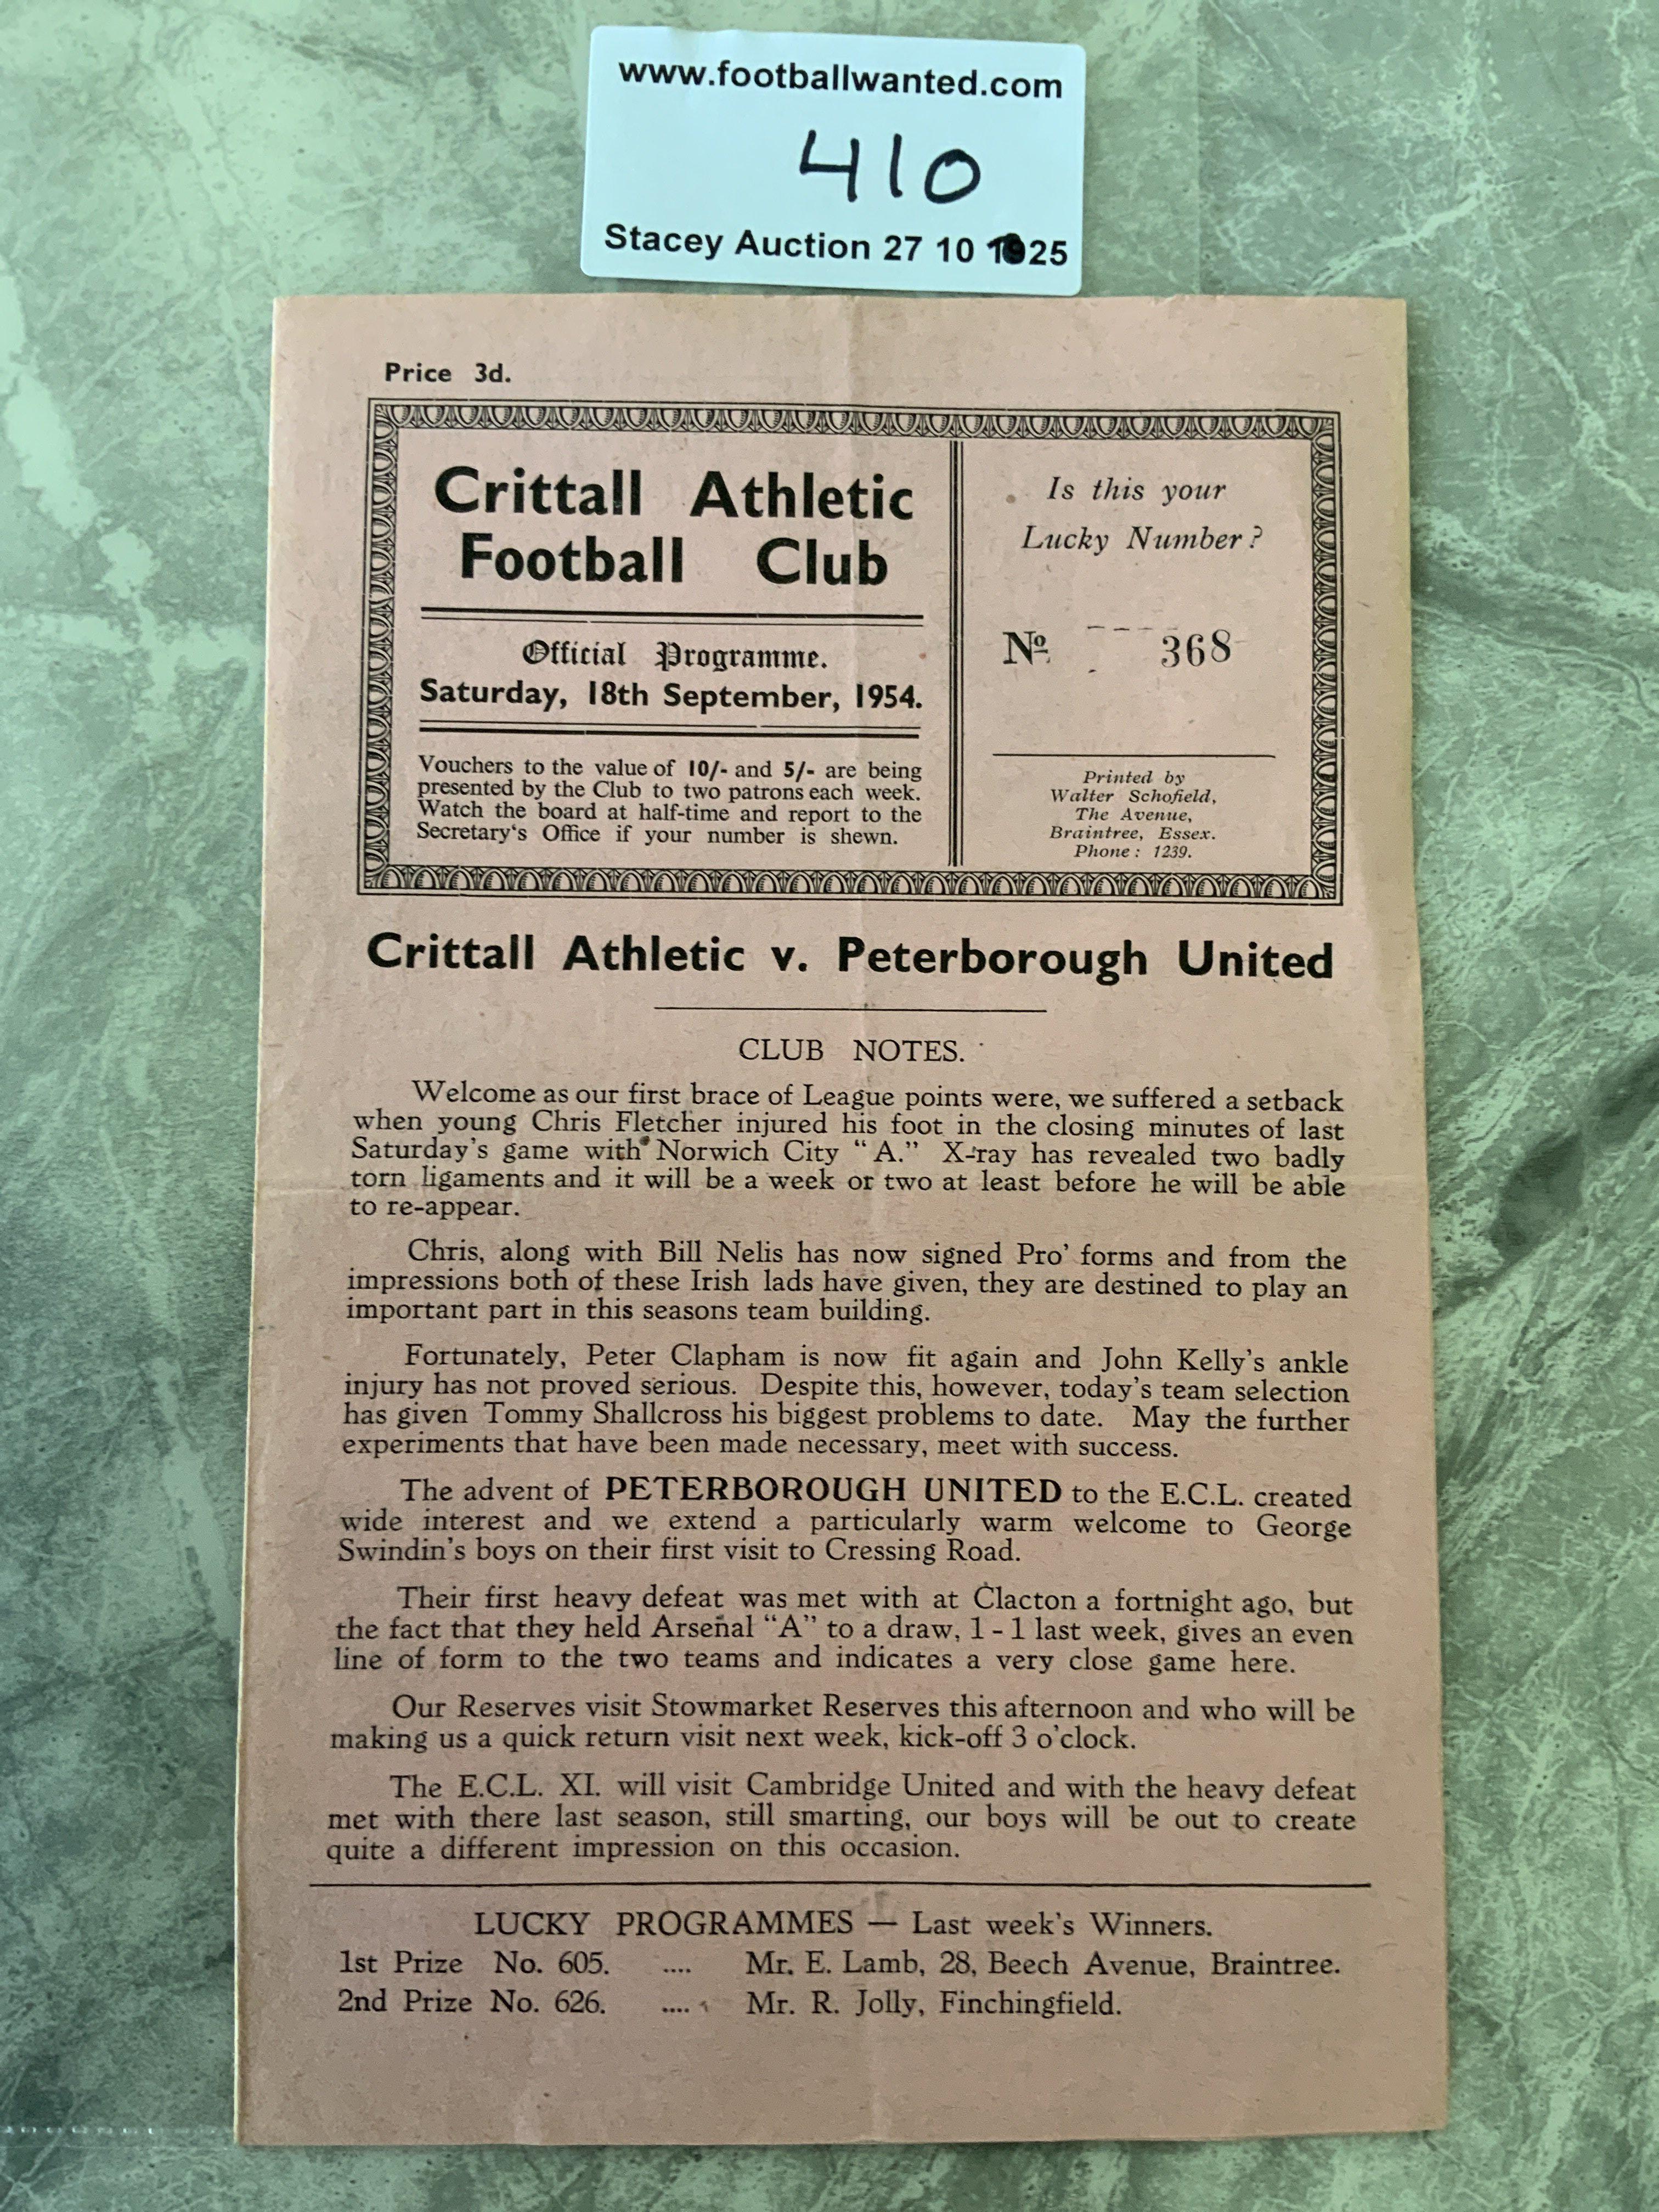 www.footballwanted.com
410
Stacey Auction 27 10 1925
Price 3d.
Crittall Athletic
Football Club
Official Programme.
Saturday, 18th September, 1954.
Vouchers to the value of 10/- and 5/- are being
presented by the Club to two patrons each week.
Watch the board at half-time and report to the
Secretary's Office if your number is shewn.
Is this your
Lucky Number?
No. 368
Printed by
Walter Schofield,
The Avenue,
Braintree, Essex.
Phone: 1239.
Crittall Athletic v. Peterborough United
CLUB NOTES.
Welcome as our first brace of League points were, we suffered a setback
when young Chris Fletcher injured his foot in the closing minutes of last
Saturday's game with Norwich City "A." X-ray has revealed two badly
torn ligaments and it will be a week or two at least before he will be able
to re-appear.
Chris, along with Bill Nelis has now signed Pro' forms and from the
impressions both of these Irish lads have given, they are destined to play an
important part in this seasons team building.
Fortunately, Peter Clapham is now fit again and John Kelly's ankle
injury has not proved serious. Despite this, however, today's team selection
has given Tommy Shallcross his biggest problems to date. May the further
experiments that have been made necessary, meet with success.
The advent of PETERBOROUGH UNITED to the E.C.L. created
wide interest and we extend a particularly warm welcome to George
Swindin's boys on their first visit to Cressing Road.
Their first heavy defeat was met with at Clacton a fortnight ago, but
the fact that they held Arsenal "A" to a draw, 1 - 1 last week, gives an even
line of form to the two teams and indicates a very close game here.
Our Reserves visit Stowmarket Reserves this afternoon and who will be
making us a quick return visit next week, kick-off 3 o'clock.
The E.C.L. XI. will visit Cambridge United and with the heavy defeat
met with there last season, still smarting, our boys will be out to create
quite a different impression on this occasion.
LUCKY PROGRAMMES — Last week's Winners.
1st Prize No. 605. .... Mr. E. Lamb, 28, Beech Avenue, Braintree.
2nd Prize No. 626. .... Mr. R. Jolly, Finchingfield.